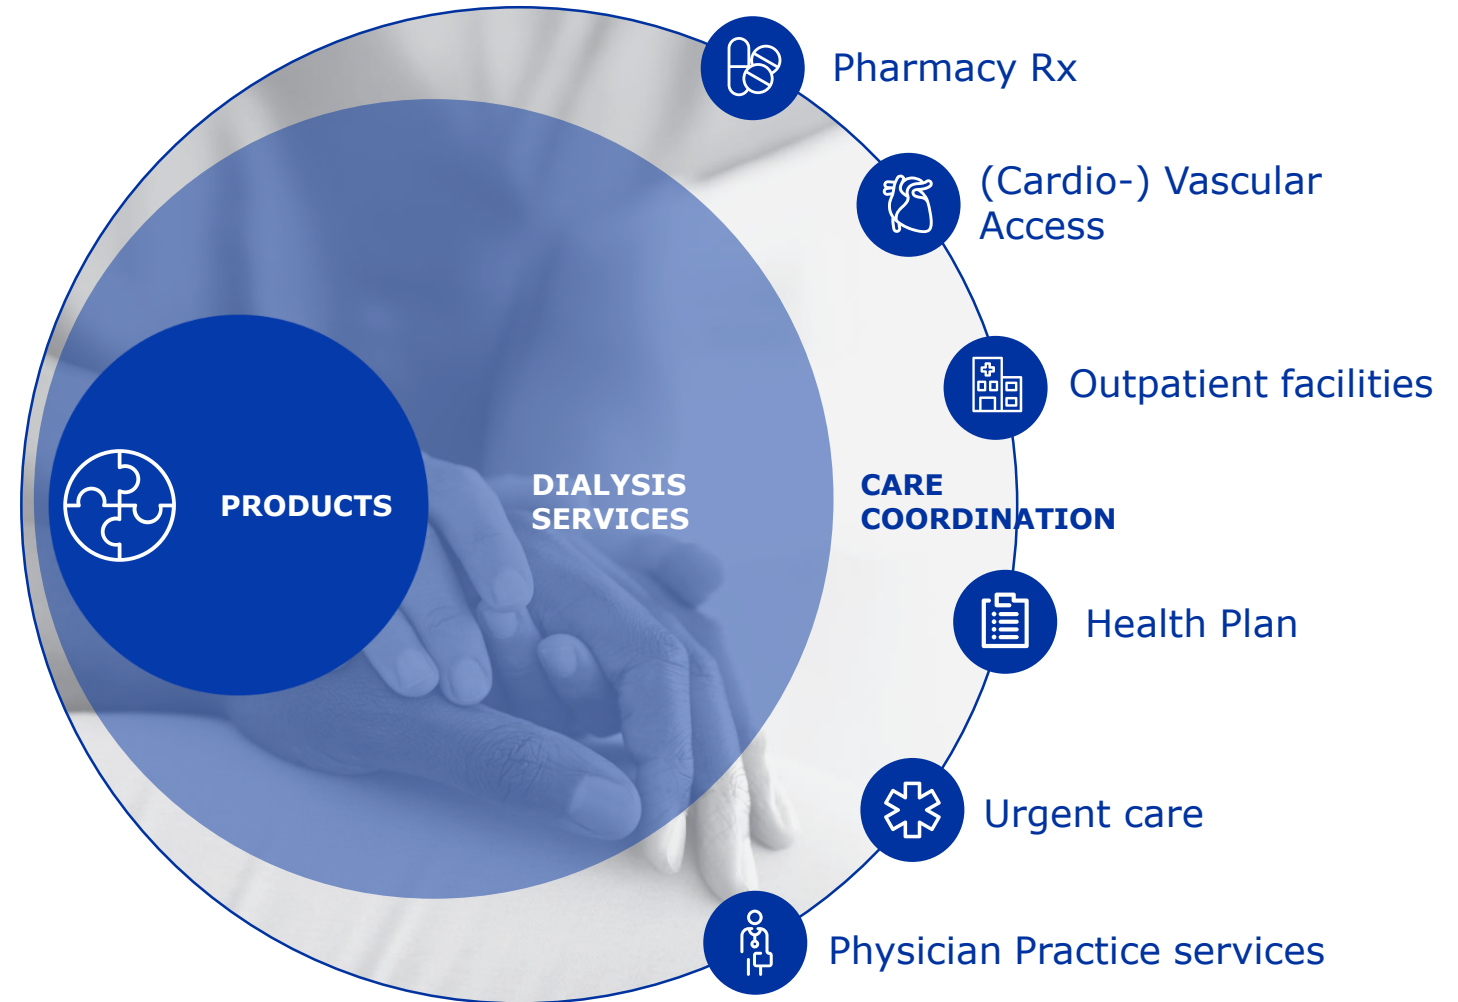 Pharmacy Rx
(Cardio-) Vascular
Access
Outpatient facilities
PRODUCTS
DIALYSIS
SERVICES
CARE
COORDINATION
Health Plan
Urgent care
Physician Practice services